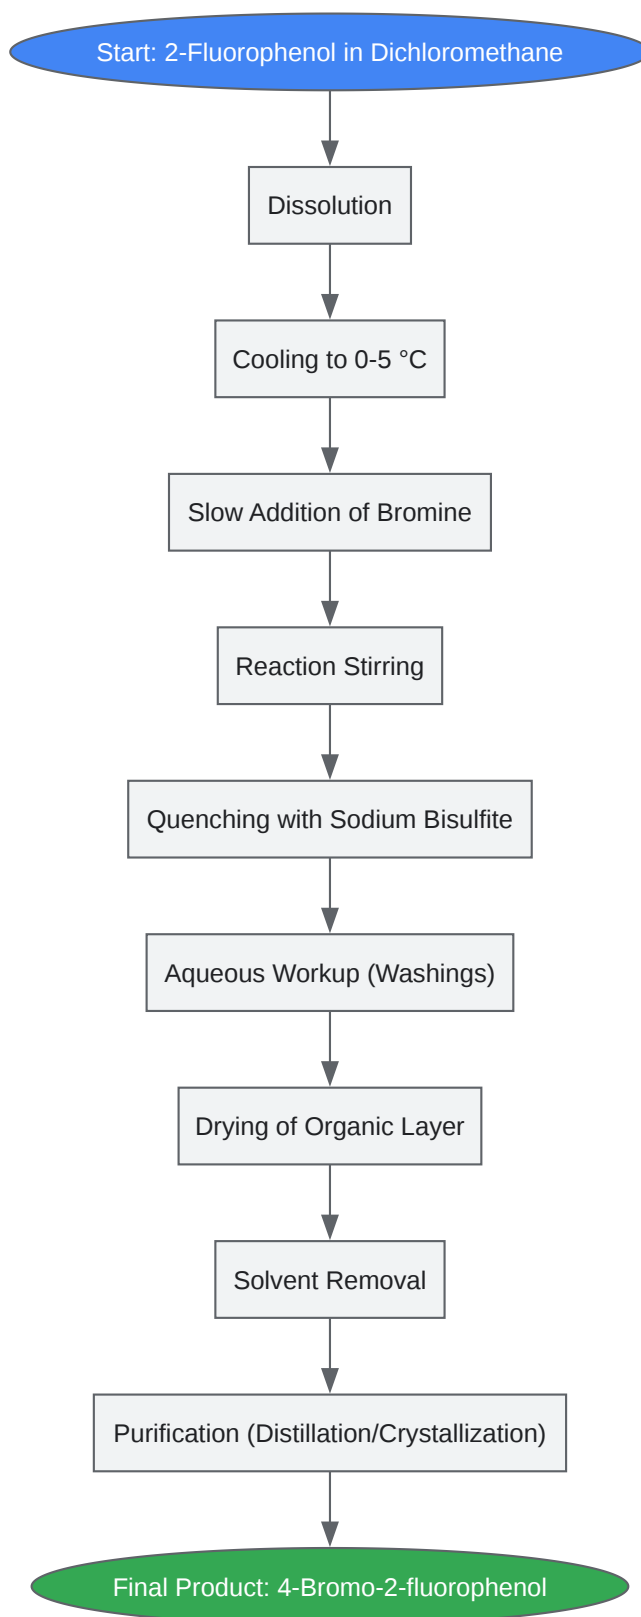 Start: 2-Fluorophenol in Dichloromethane
Dissolution
Cooling to 0-5 °C
Slow Addition of Bromine
Reaction Stirring
Quenching with Sodium Bisulfite
Aqueous Workup (Washings)
Drying of Organic Layer
Solvent Removal
Purification (Distillation/Crystallization)
Final Product: 4-Bromo-2-fluorophenol